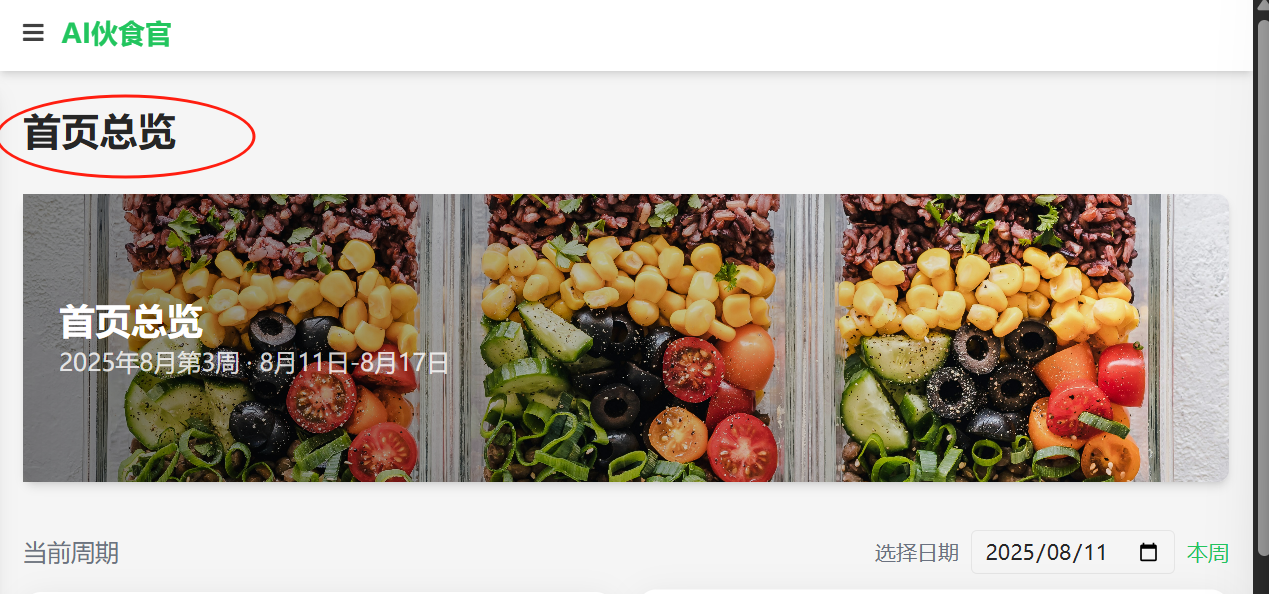 AI伙食官
首页总览
首页总览
2025年8月第3周 · 8月11日-8月17日
当前周期
选择日期 2025/08/11 本周